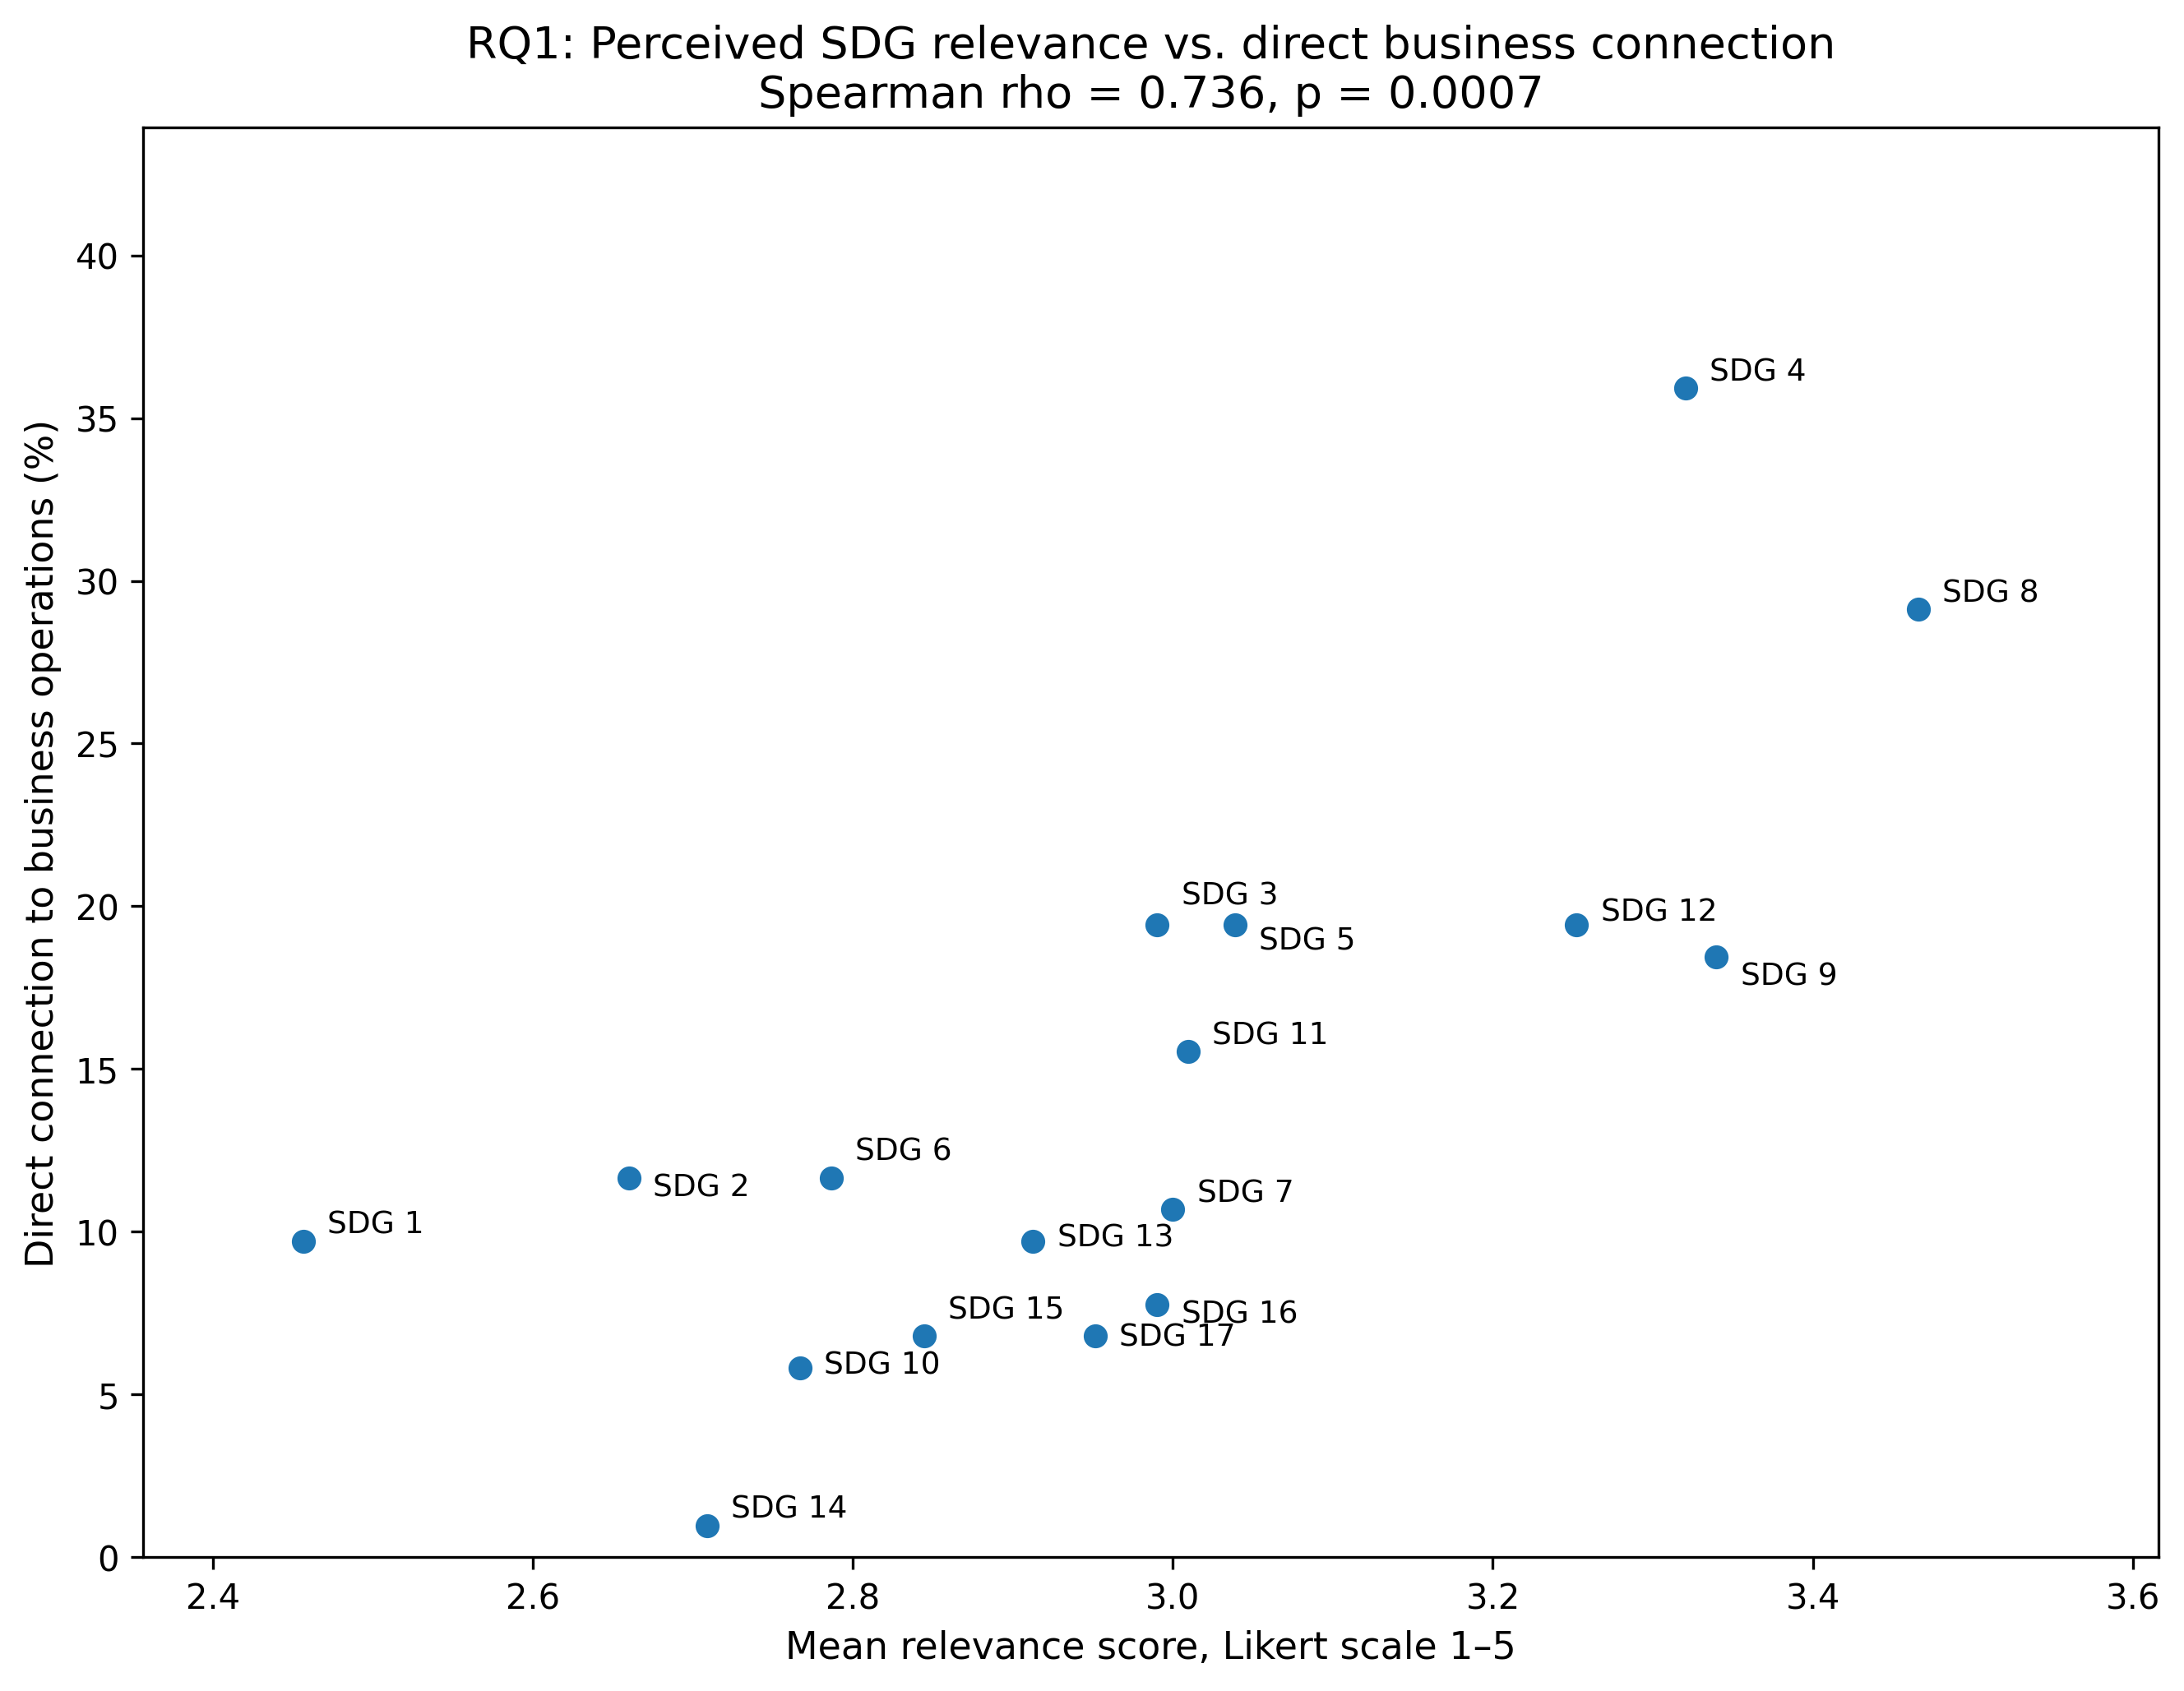 RQ1: Perceived SDG relevance vs. direct business connection
Spearman rho = 0.736, p = 0.0007
Direct connection to business operations (%)
40
35
30
25
20
15
10
5
0
SDG 4
SDG 8
SDG 3
SDG 12
SDG 5
SDG 9
SDG 11
SDG 6
SDG 2
SDG 7
SDG 1
SDG 13
SDG 15
SDG 16
SDG 17
SDG 10
SDG 14
2.4
2.6
2.8
3.0
3.2
3.4
3.6
Mean relevance score, Likert scale 1–5